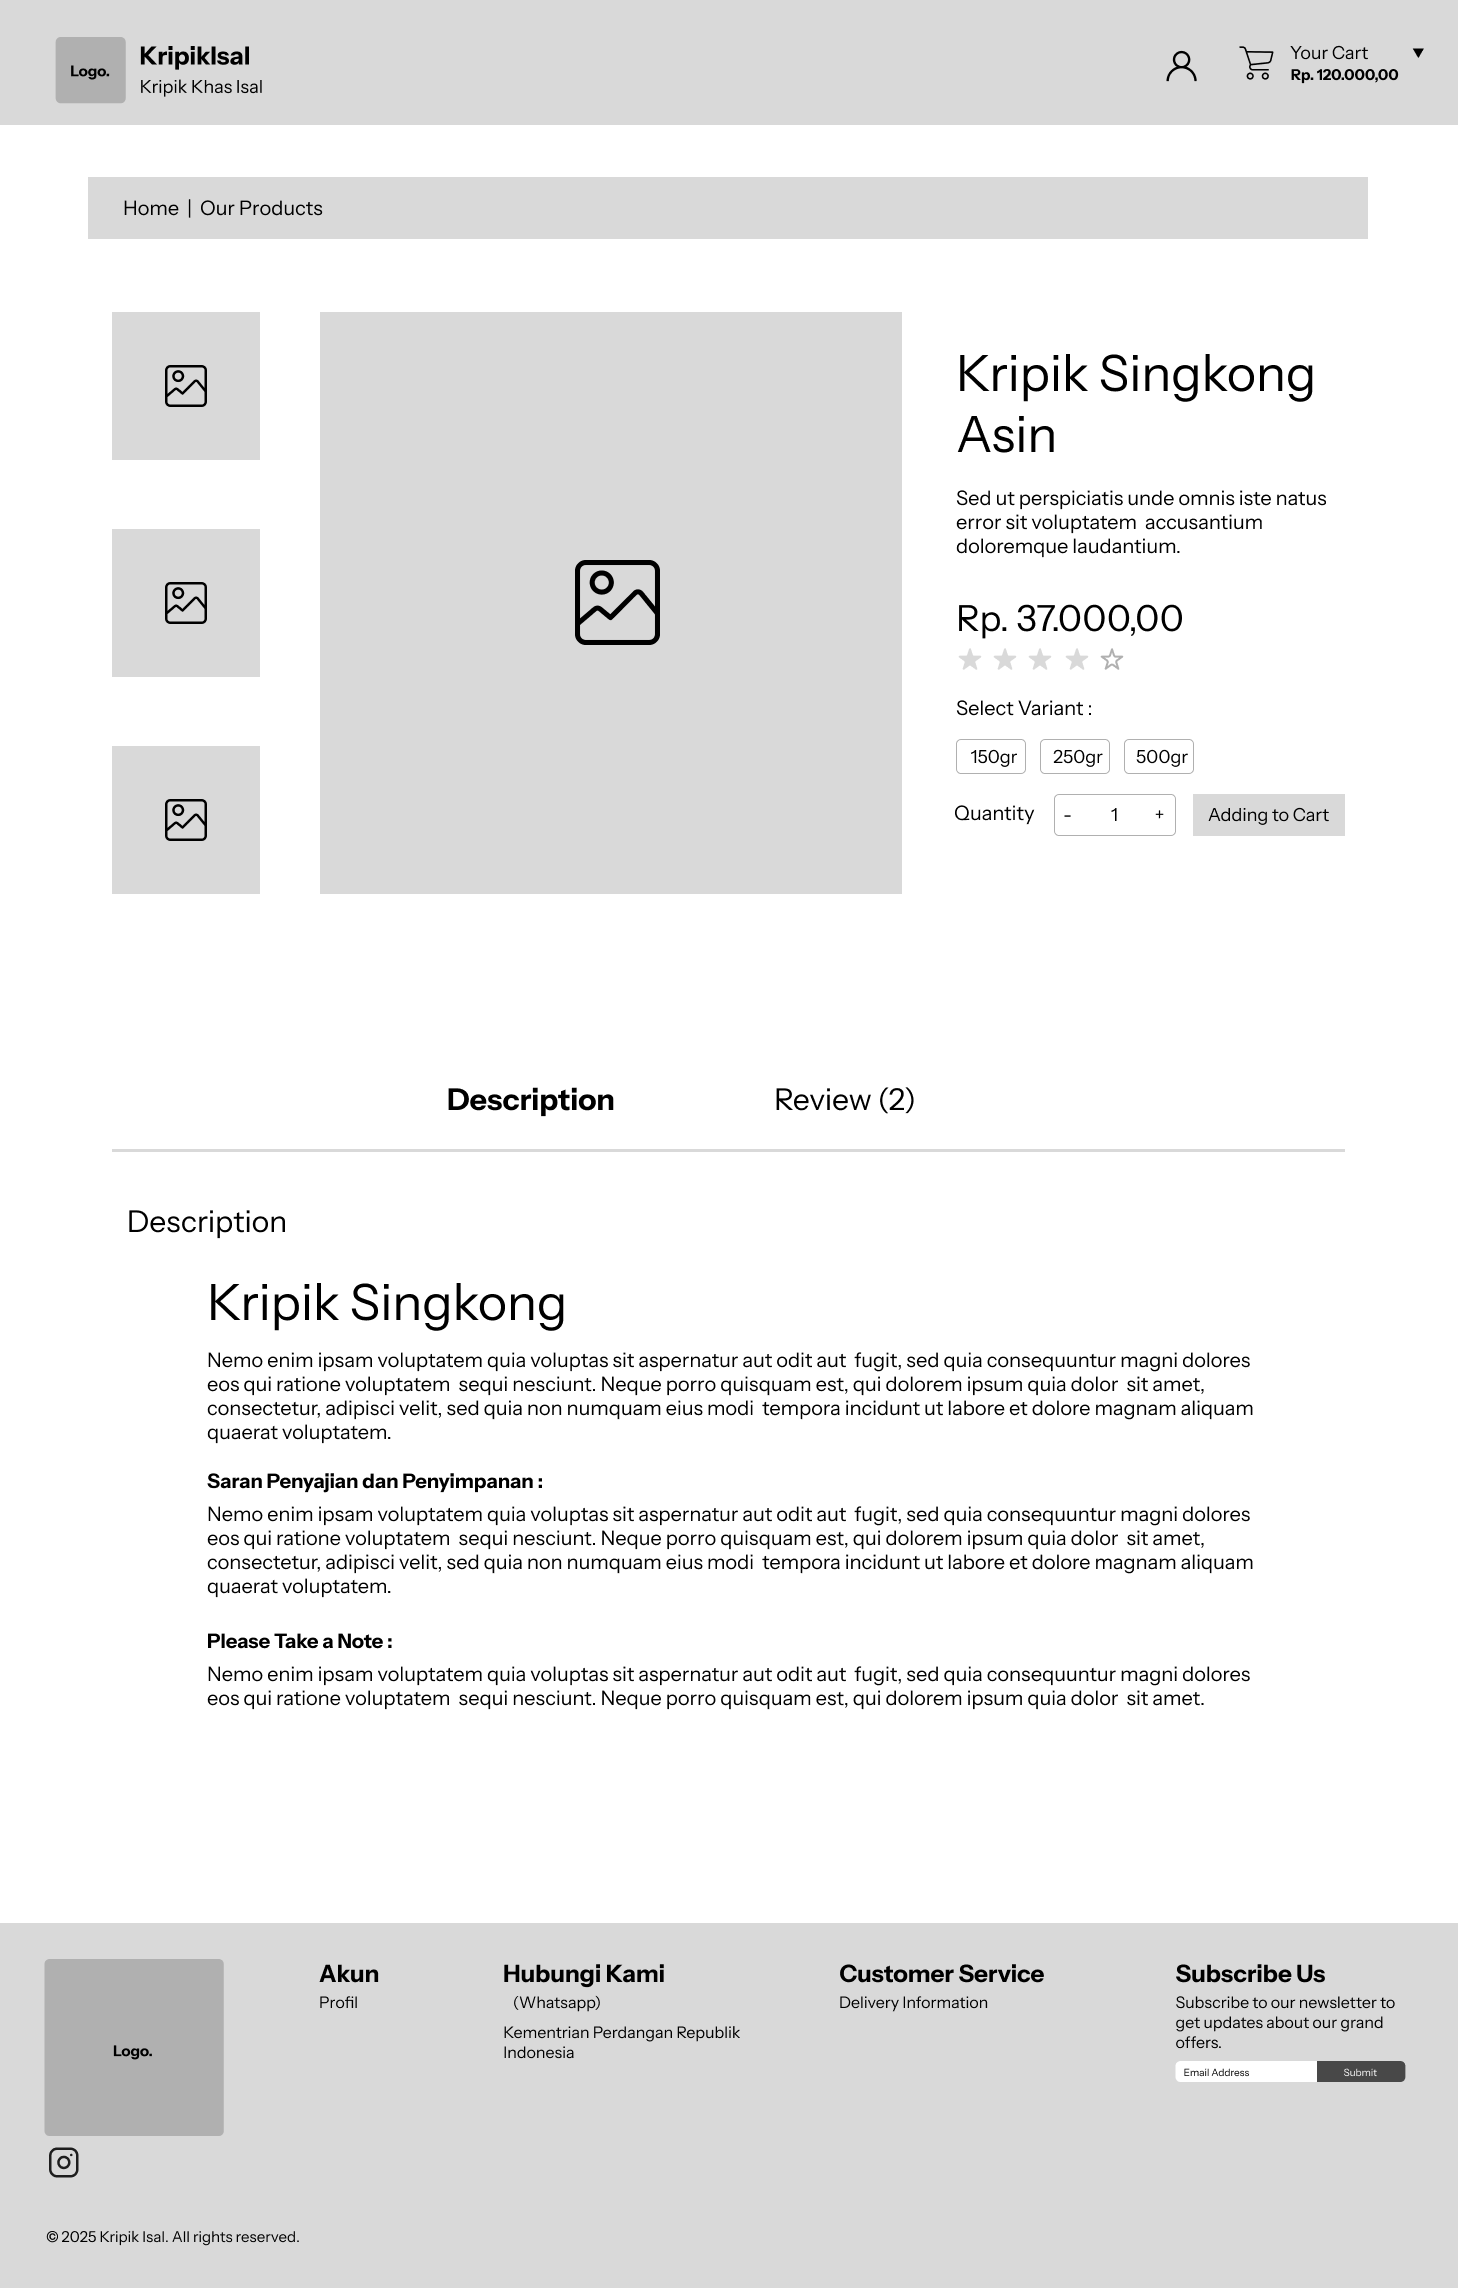 Logo.
KripikIsal
Kripik Khas Isal
Your Cart ▼
Rp. 120.000,00
Home | Our Products
Kripik Singkong
Asin
Sed ut perspiciatis unde omnis iste natus
error sit voluptatem accusantium
doloremque laudantium.
Rp. 37.000,00
Select Variant :
150gr 250gr 500gr
Quantity - 1 + Adding to Cart
Description Review (2)
Description
Kripik Singkong
Nemo enim ipsam voluptatem quia voluptas sit aspernatur aut odit aut fugit, sed quia consequuntur magni dolores
eos qui ratione voluptatem sequi nesciunt. Neque porro quisquam est, qui dolorem ipsum quia dolor sit amet,
consectetur, adipisci velit, sed quia non numquam eius modi tempora incidunt ut labore et dolore magnam aliquam
quaerat voluptatem.
Saran Penyajian dan Penyimpanan :
Nemo enim ipsam voluptatem quia voluptas sit aspernatur aut odit aut fugit, sed quia consequuntur magni dolores
eos qui ratione voluptatem sequi nesciunt. Neque porro quisquam est, qui dolorem ipsum quia dolor sit amet,
consectetur, adipisci velit, sed quia non numquam eius modi tempora incidunt ut labore et dolore magnam aliquam
quaerat voluptatem.
Please Take a Note :
Nemo enim ipsam voluptatem quia voluptas sit aspernatur aut odit aut fugit, sed quia consequuntur magni dolores
eos qui ratione voluptatem sequi nesciunt. Neque porro quisquam est, qui dolorem ipsum quia dolor sit amet.
Logo.
Akun
Profil
Hubungi Kami
(Whatsapp)
Kementrian Perdangan Republik
Indonesia
Customer Service
Delivery Information
Subscribe Us
Subscribe to our newsletter to
get updates about our grand
offers.
Email Address Submit
© 2025 Kripik Isal. All rights reserved.